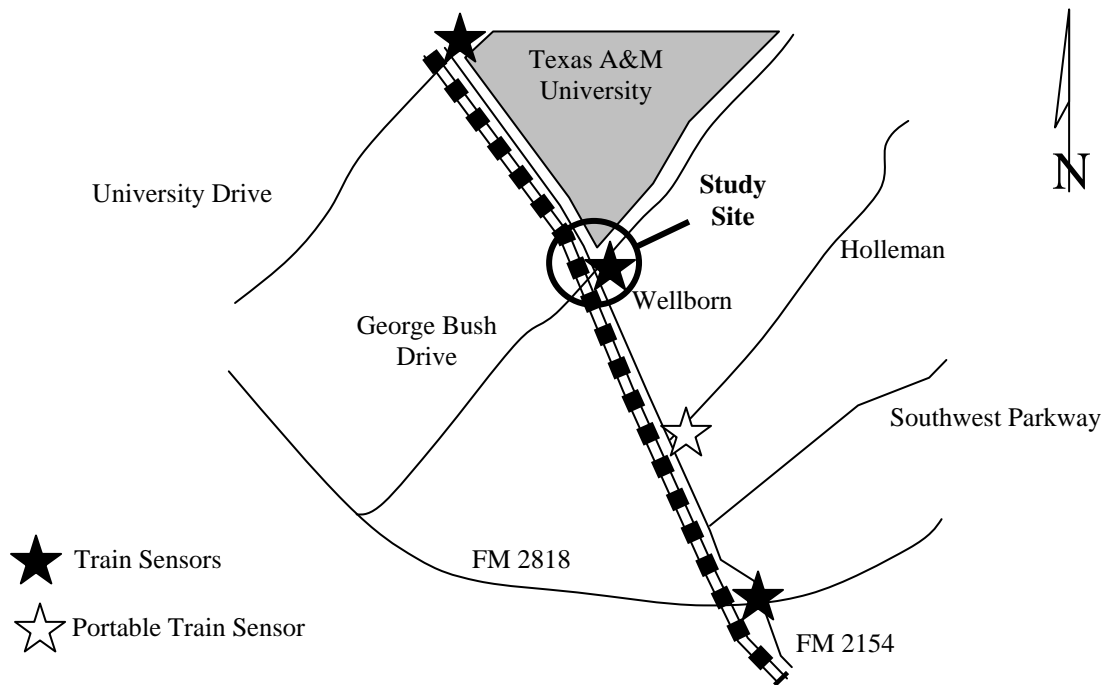 Texas A&M
University
N
University Drive
Study
Site
Holleman
Wellborn
George Bush
Drive
Southwest Parkway
FM 2818
Train Sensors
Portable Train Sensor
FM 2154